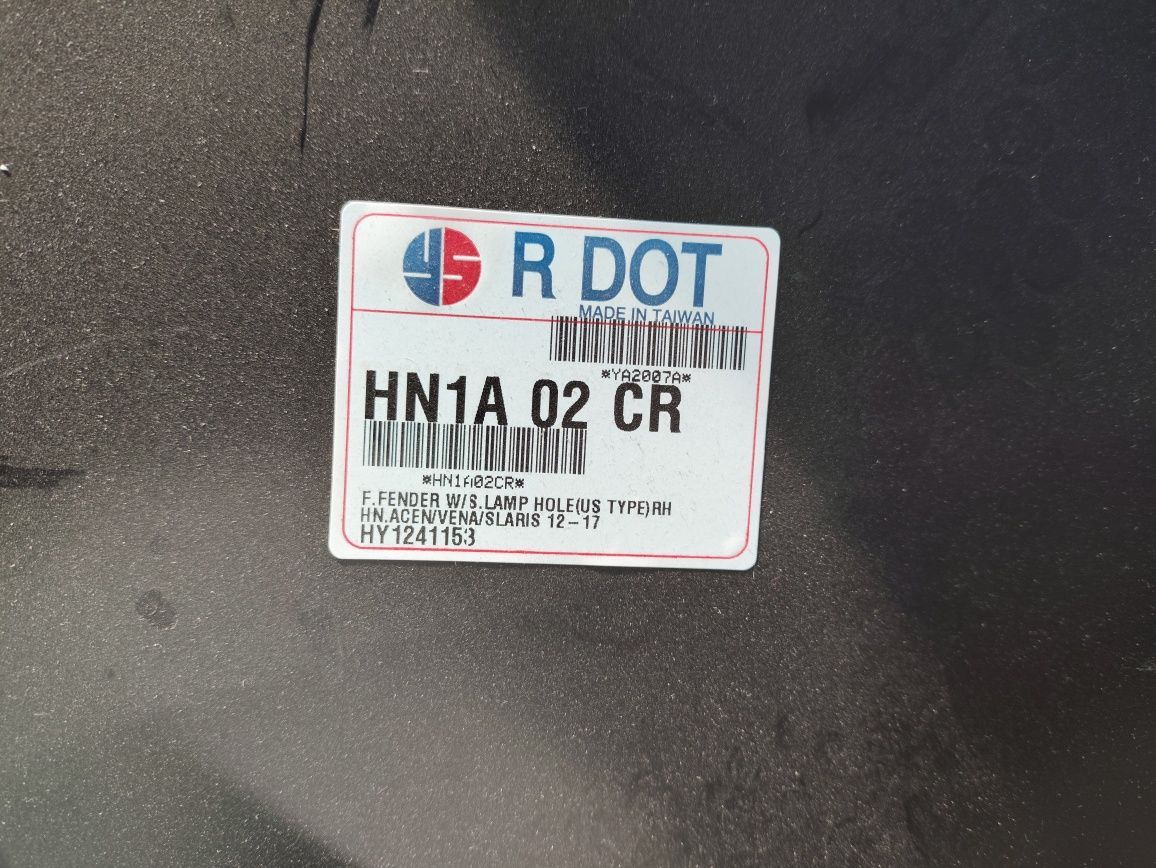 YS R DOT
MADE IN TAIWAN
*YA2007A*
HN1A 02 CR
*HN1A02CR*
F.FENDER W/S.LAMP HOLE(US TYPE)RH
HN.ACEN/VENA/SLARIS 12-17
HY1241153